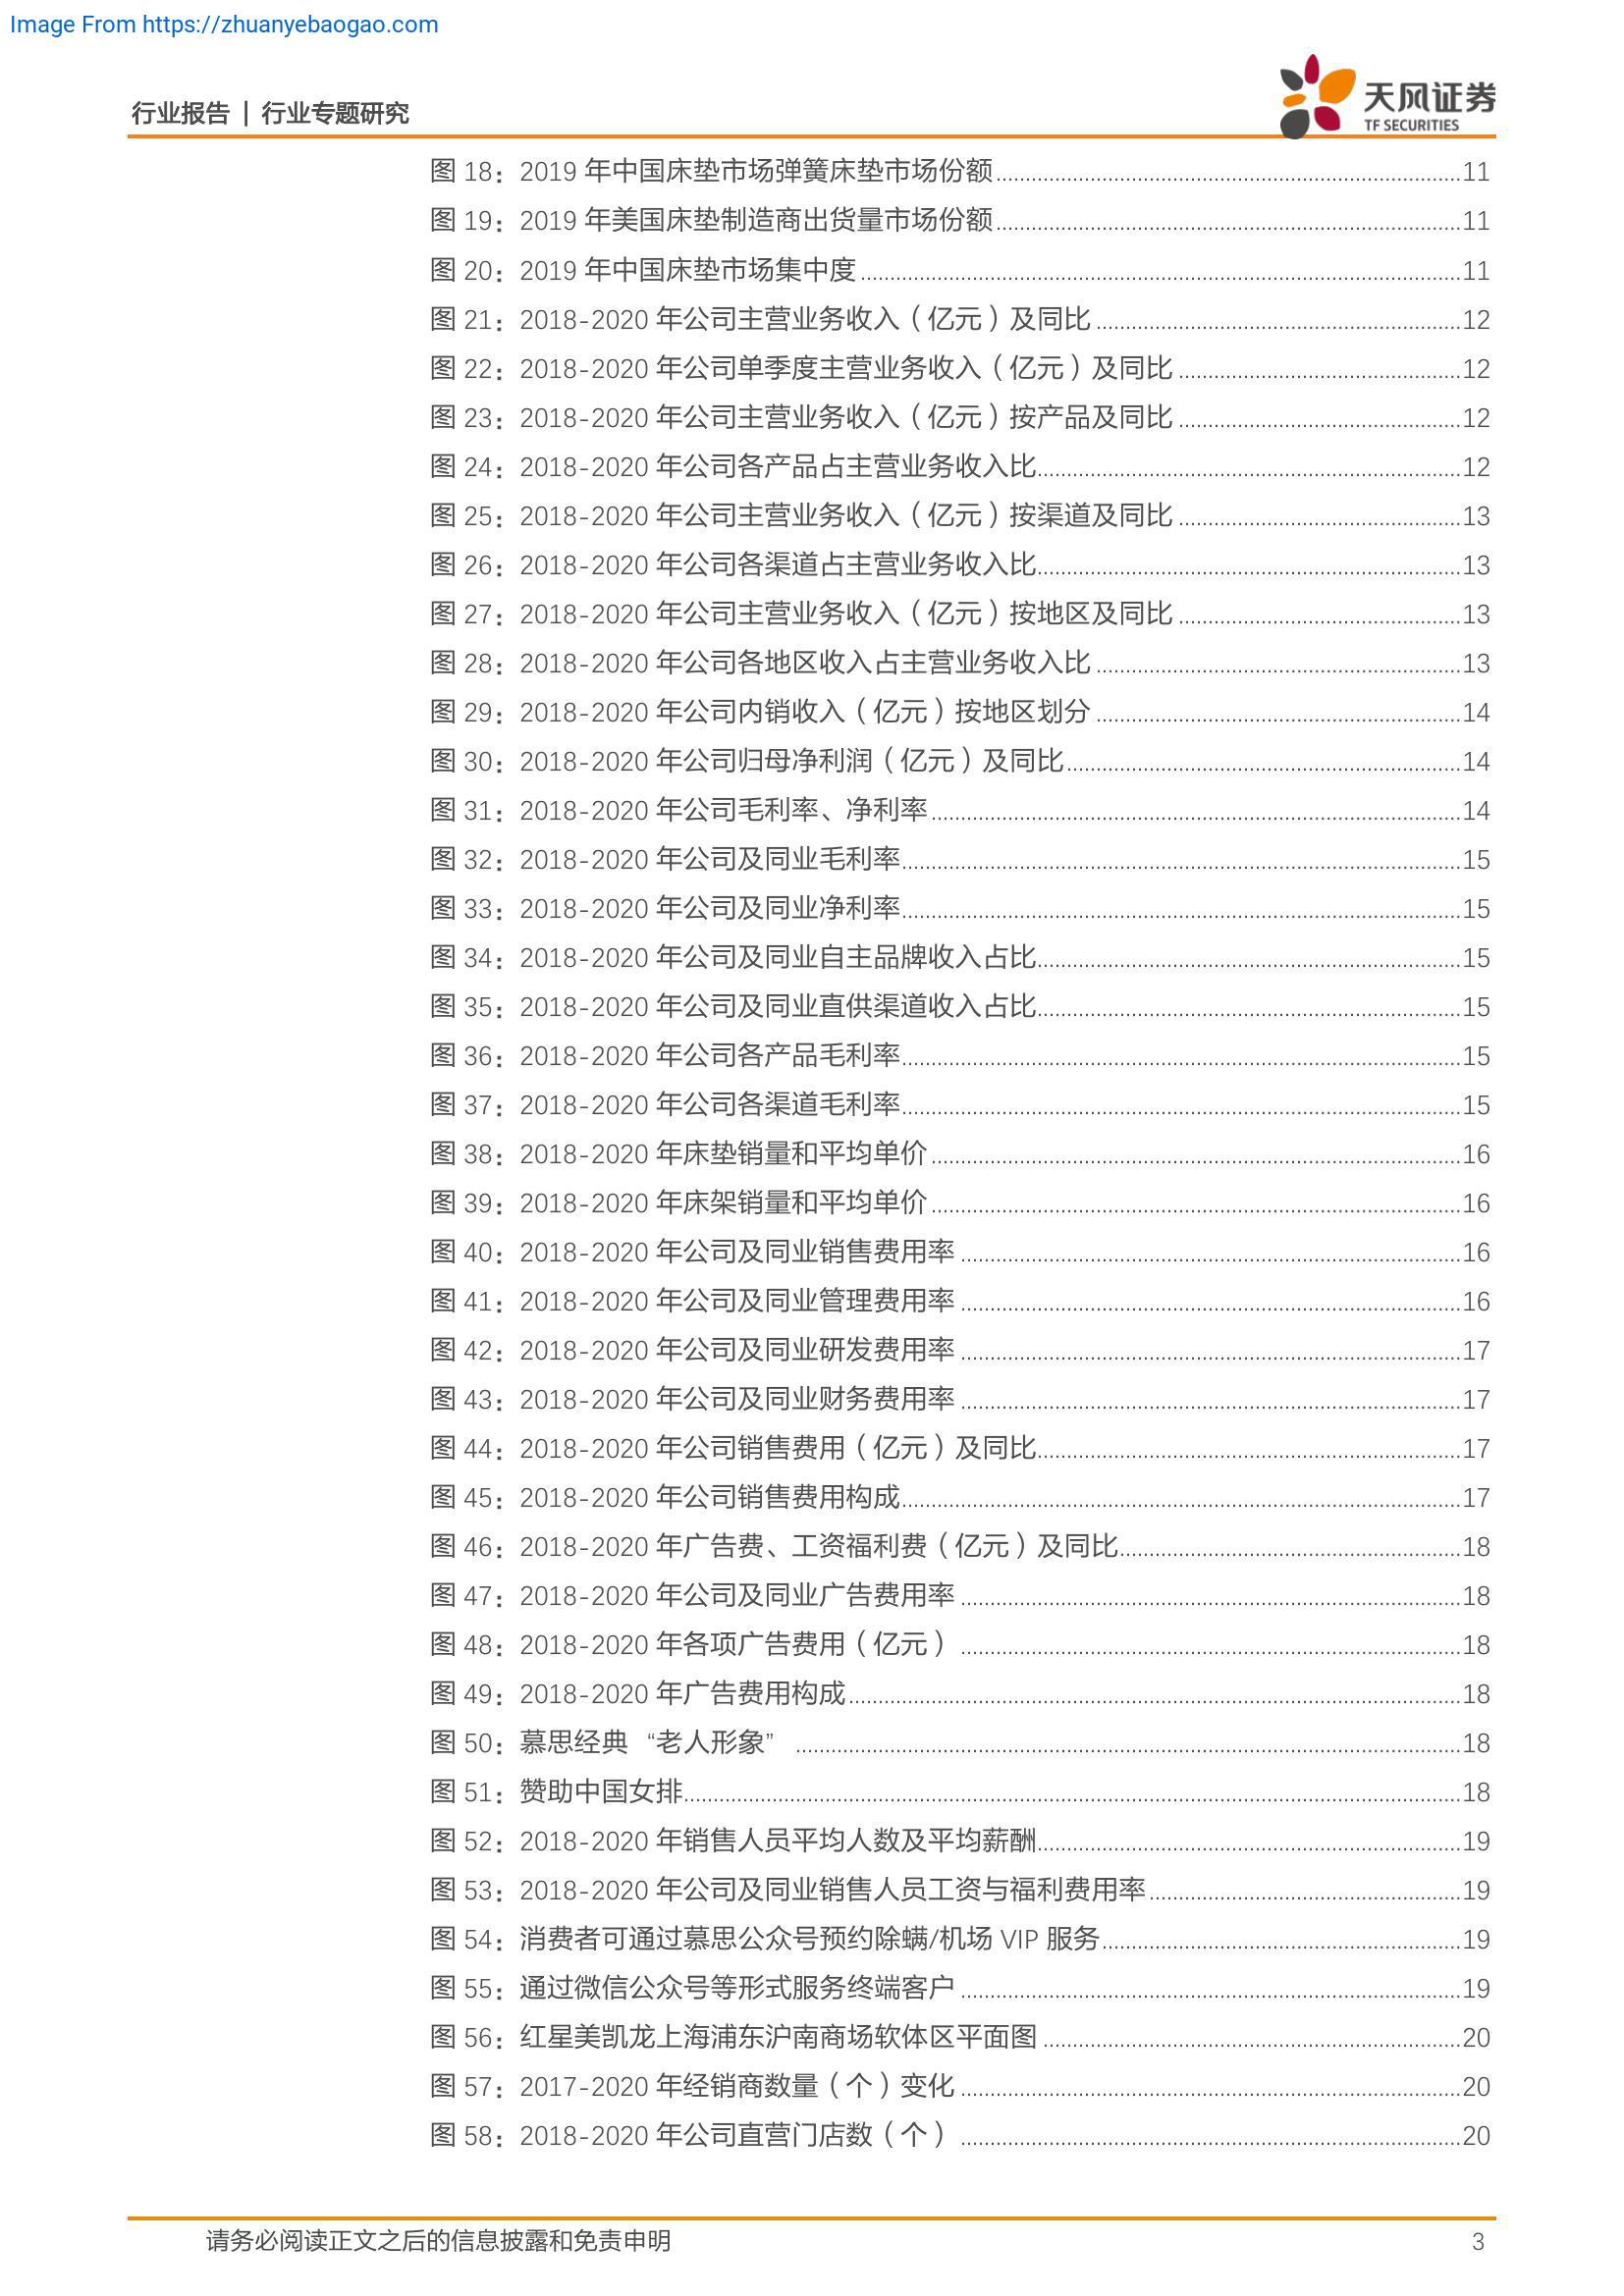 Image From https://zhuanyebaogao.com
行业报告 | 行业专题研究
天风证券
TF SECURITIES
图 18：2019 年中国床垫市场弹簧床垫市场份额 11
图 19：2019 年美国床垫制造商出货量市场份额 11
图 20：2019 年中国床垫市场集中度 11
图 21：2018-2020 年公司主营业务收入（亿元）及同比 12
图 22：2018-2020 年公司单季度主营业务收入（亿元）及同比 12
图 23：2018-2020 年公司主营业务收入（亿元）按产品及同比 12
图 24：2018-2020 年公司各产品占主营业务收入比 12
图 25：2018-2020 年公司主营业务收入（亿元）按渠道及同比 13
图 26：2018-2020 年公司各渠道占主营业务收入比 13
图 27：2018-2020 年公司主营业务收入（亿元）按地区及同比 13
图 28：2018-2020 年公司各地区收入占主营业务收入比 13
图 29：2018-2020 年公司内销收入（亿元）按地区划分 14
图 30：2018-2020 年公司归母净利润（亿元）及同比 14
图 31：2018-2020 年公司毛利率、净利率 14
图 32：2018-2020 年公司及同业毛利率 15
图 33：2018-2020 年公司及同业净利率 15
图 34：2018-2020 年公司及同业自主品牌收入占比 15
图 35：2018-2020 年公司及同业直供渠道收入占比 15
图 36：2018-2020 年公司各产品毛利率 15
图 37：2018-2020 年公司各渠道毛利率 15
图 38：2018-2020 年床垫销量和平均单价 16
图 39：2018-2020 年床架销量和平均单价 16
图 40：2018-2020 年公司及同业销售费用率 16
图 41：2018-2020 年公司及同业管理费用率 16
图 42：2018-2020 年公司及同业研发费用率 17
图 43：2018-2020 年公司及同业财务费用率 17
图 44：2018-2020 年公司销售费用（亿元）及同比 17
图 45：2018-2020 年公司销售费用构成 17
图 46：2018-2020 年广告费、工资福利费（亿元）及同比 18
图 47：2018-2020 年公司及同业广告费用率 18
图 48：2018-2020 年各项广告费用（亿元） 18
图 49：2018-2020 年广告费用构成 18
图 50：慕思经典 “老人形象” 18
图 51：赞助中国女排 18
图 52：2018-2020 年销售人员平均人数及平均薪酬 19
图 53：2018-2020 年公司及同业销售人员工资与福利费用率 19
图 54：消费者可通过慕思公众号预约除螨/机场 VIP 服务 19
图 55：通过微信公众号等形式服务终端客户 19
图 56：红星美凯龙上海浦东沪南商场软体区平面图 20
图 57：2017-2020 年经销商数量（个）变化 20
图 58：2018-2020 年公司直营门店数（个） 20
请务必阅读正文之后的信息披露和免责申明 3